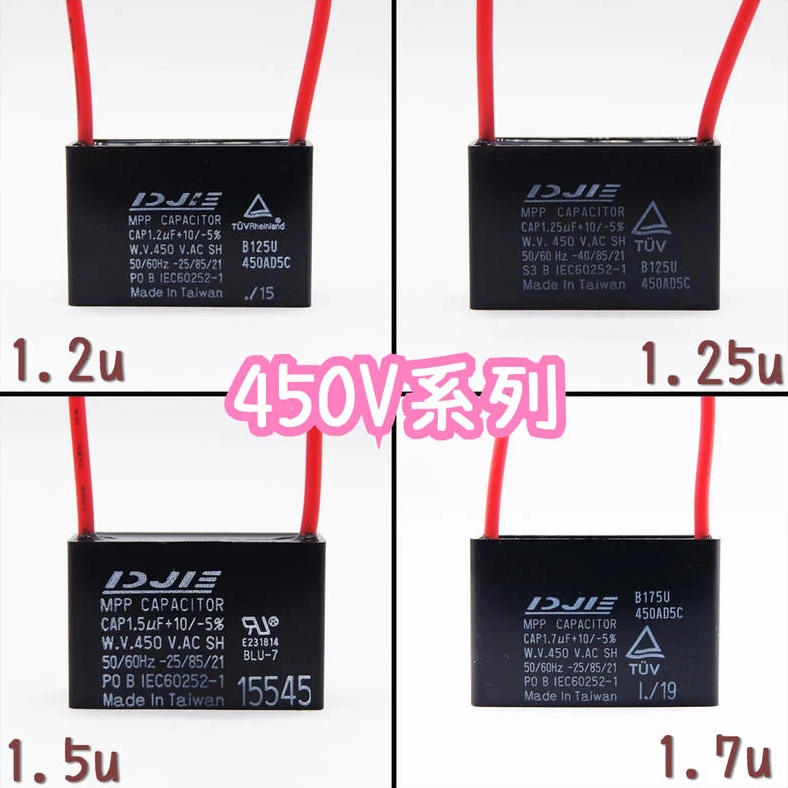 DJIE
MPP CAPACITOR
CAP1.2μF+10/-5%
W.V.450 V.AC SH
50/60Hz -25/85/21
PO B IEC60252-1
Made In Taiwan
TÜVRheinland®
B125U
450AD5C
./15
1.2u
DJIE
MPP CAPACITOR
CAP1.25μF+10/-5%
W.V. 450 V.AC SH
50/60 Hz -40/85/21
S3 B IEC60252-1
Made In Taiwan
TÜV
B125U
450AD5C
1.25u
450V系列
DJIE
MPP CAPACITOR
CAP1.5μF+10/-5%
W.V.450 V.AC SH
50/60Hz -25/85/21
PO B IEC60252-1
Made In Taiwan
RU®
E231814
BLU-7
15545
1.5u
DJIE
MPP CAPACITOR
CAP1.7μF+10/-5%
W.V.450 V.AC SH
50/60Hz -25/85/21
PO B IEC60252-1
Made In Taiwan
B175U
450AD5C
TÜV
I./19
1.7u